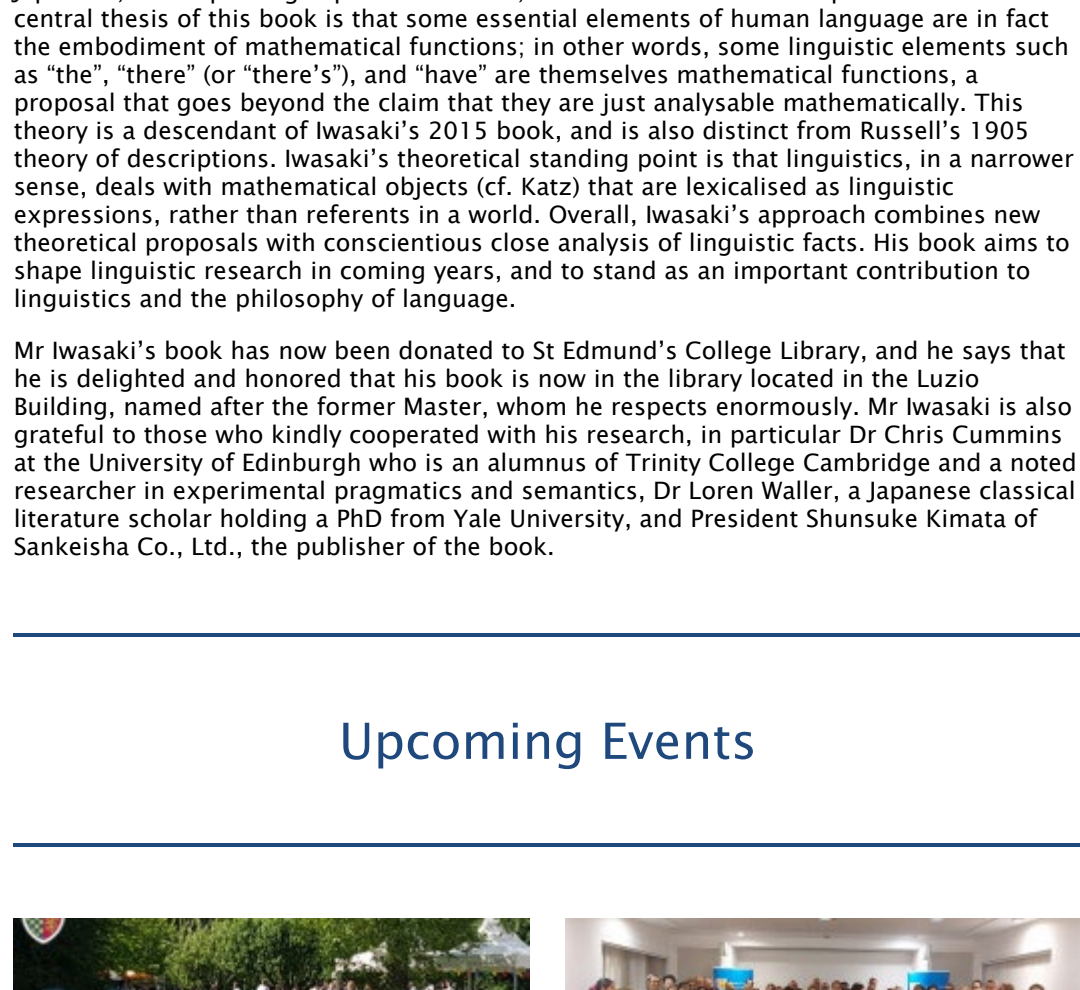 central thesis of this book is that some essential elements of human language are in fact
the embodiment of mathematical functions; in other words, some linguistic elements such
as “the”, “there” (or “there’s”), and “have” are themselves mathematical functions, a
proposal that goes beyond the claim that they are just analysable mathematically. This
theory is a descendant of Iwasaki’s 2015 book, and is also distinct from Russell’s 1905
theory of descriptions. Iwasaki’s theoretical standing point is that linguistics, in a narrower
sense, deals with mathematical objects (cf. Katz) that are lexicalised as linguistic
expressions, rather than referents in a world. Overall, Iwasaki’s approach combines new
theoretical proposals with conscientious close analysis of linguistic facts. His book aims to
shape linguistic research in coming years, and to stand as an important contribution to
linguistics and the philosophy of language.
Mr Iwasaki’s book has now been donated to St Edmund’s College Library, and he says that
he is delighted and honored that his book is now in the library located in the Luzio
Building, named after the former Master, whom he respects enormously. Mr Iwasaki is also
grateful to those who kindly cooperated with his research, in particular Dr Chris Cummins
at the University of Edinburgh who is an alumnus of Trinity College Cambridge and a noted
researcher in experimental pragmatics and semantics, Dr Loren Waller, a Japanese classical
literature scholar holding a PhD from Yale University, and President Shunsuke Kimata of
Sankeisha Co., Ltd., the publisher of the book.
Upcoming Events